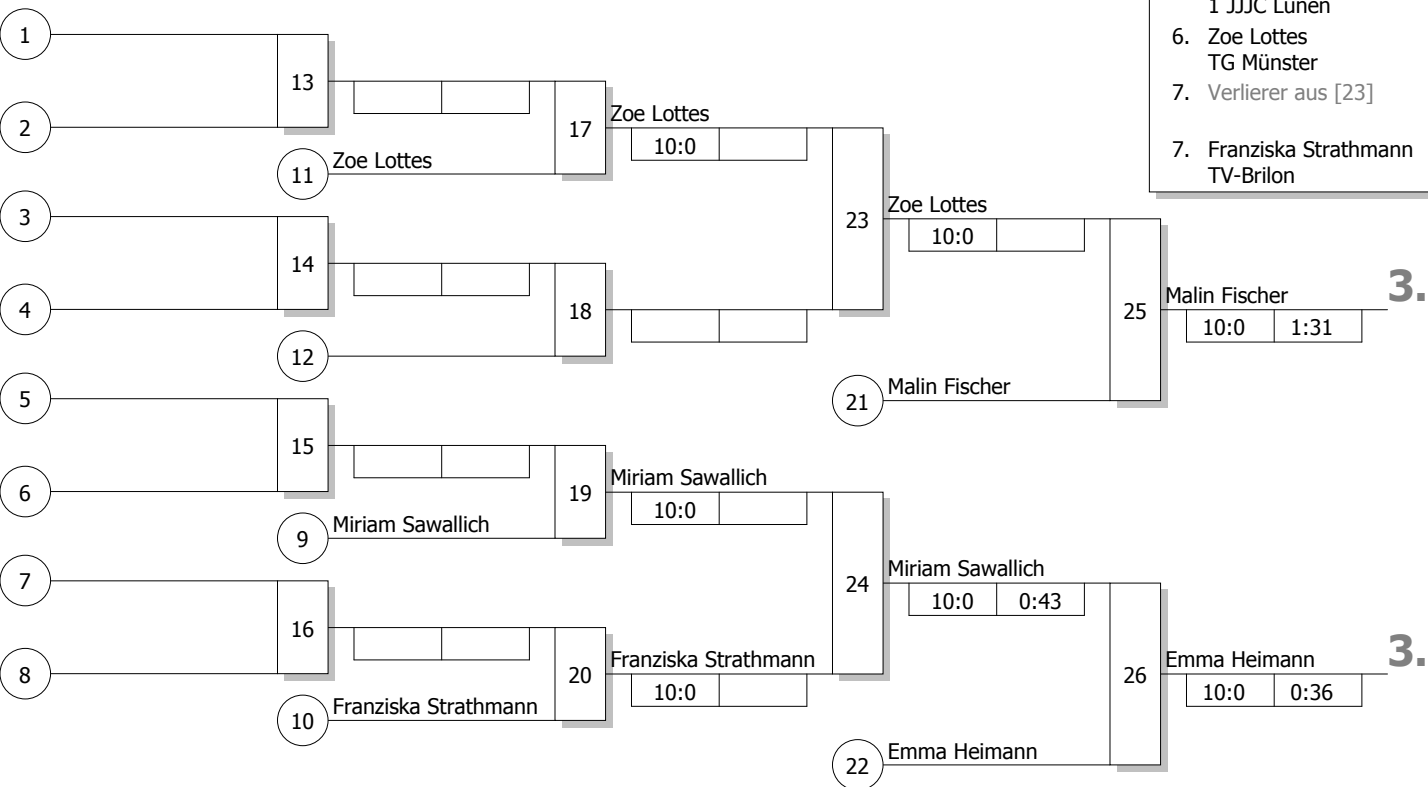 1 JJJC Lünen
6. Zoe Lottes
TG Münster
7. Verlierer aus [23]
7. Franziska Strathmann
TV-Brilon
1
13
2
17
Zoe Lottes
10:0
11
Zoe Lottes
3
23
Zoe Lottes
10:0
14
4
18
12
25
Malin Fischer
3.
10:0 1:31
21
Malin Fischer
5
15
6
19
Miriam Sawallich
10:0
9
Miriam Sawallich
7
24
Miriam Sawallich
10:0 0:43
16
8
20
Franziska Strathmann
10:0
10
Franziska Strathmann
26
Emma Heimann
3.
10:0 0:36
22
Emma Heimann